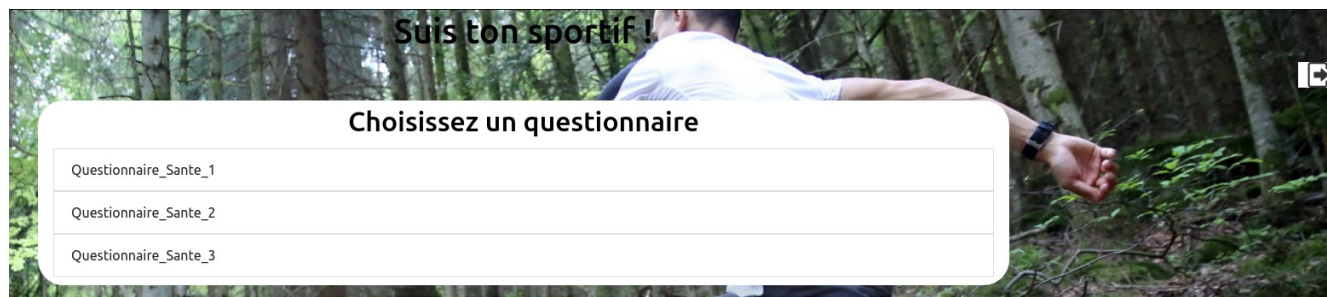 Suis ton sportif !
Choisissez un questionnaire
Questionnaire_Sante_1
Questionnaire_Sante_2
Questionnaire_Sante_3